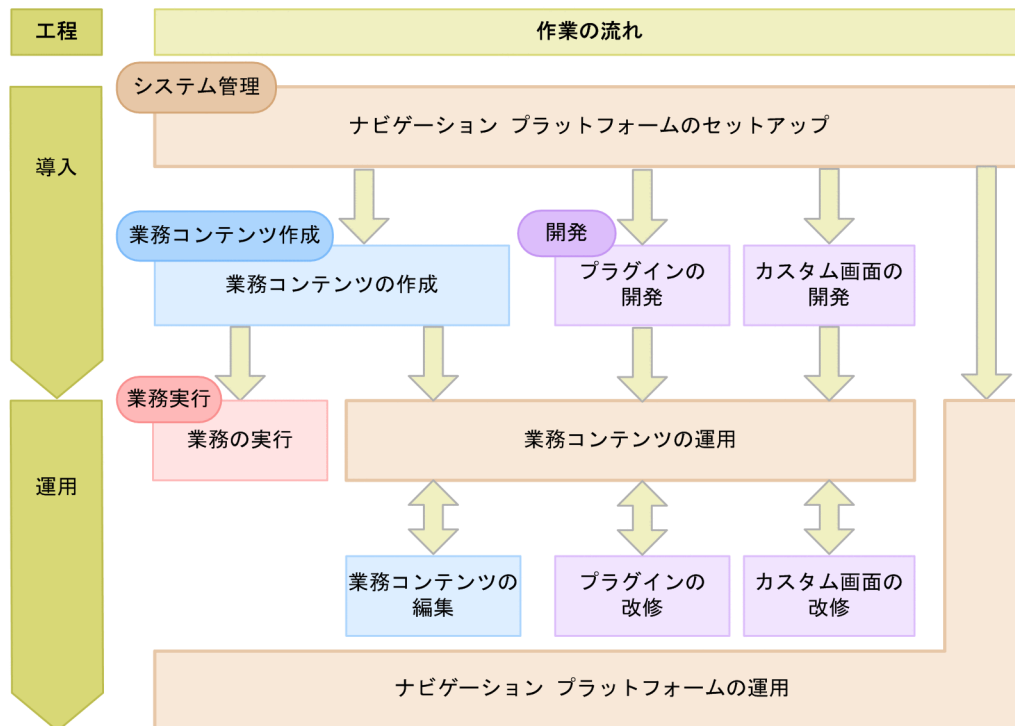 工程
作業の流れ
システム管理
ナビゲーション プラットフォームのセットアップ
導入
業務コンテンツ作成
開発
業務コンテンツの作成
プラグインの
開発
カスタム画面の
開発
業務実行
業務の実行
業務コンテンツの運用
運用
業務コンテンツの
編集
プラグインの
改修
カスタム画面の
改修
ナビゲーション プラットフォームの運用